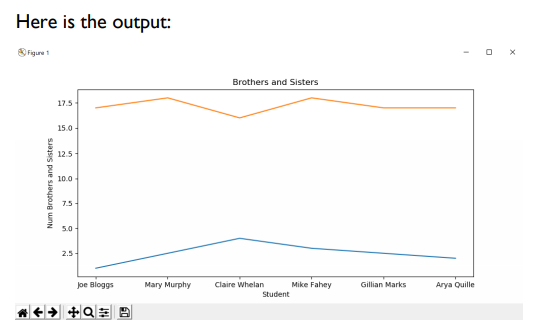 Here is the output:
Figure 1
Brothers and Sisters
17.5
15.0
12.5
10.0
7.5
5.0
2.5
Num Brothers and Sisters
Joe Bloggs Mary Murphy Claire Whelan Mike Fahey Gillian Marks Arya Quille
Student